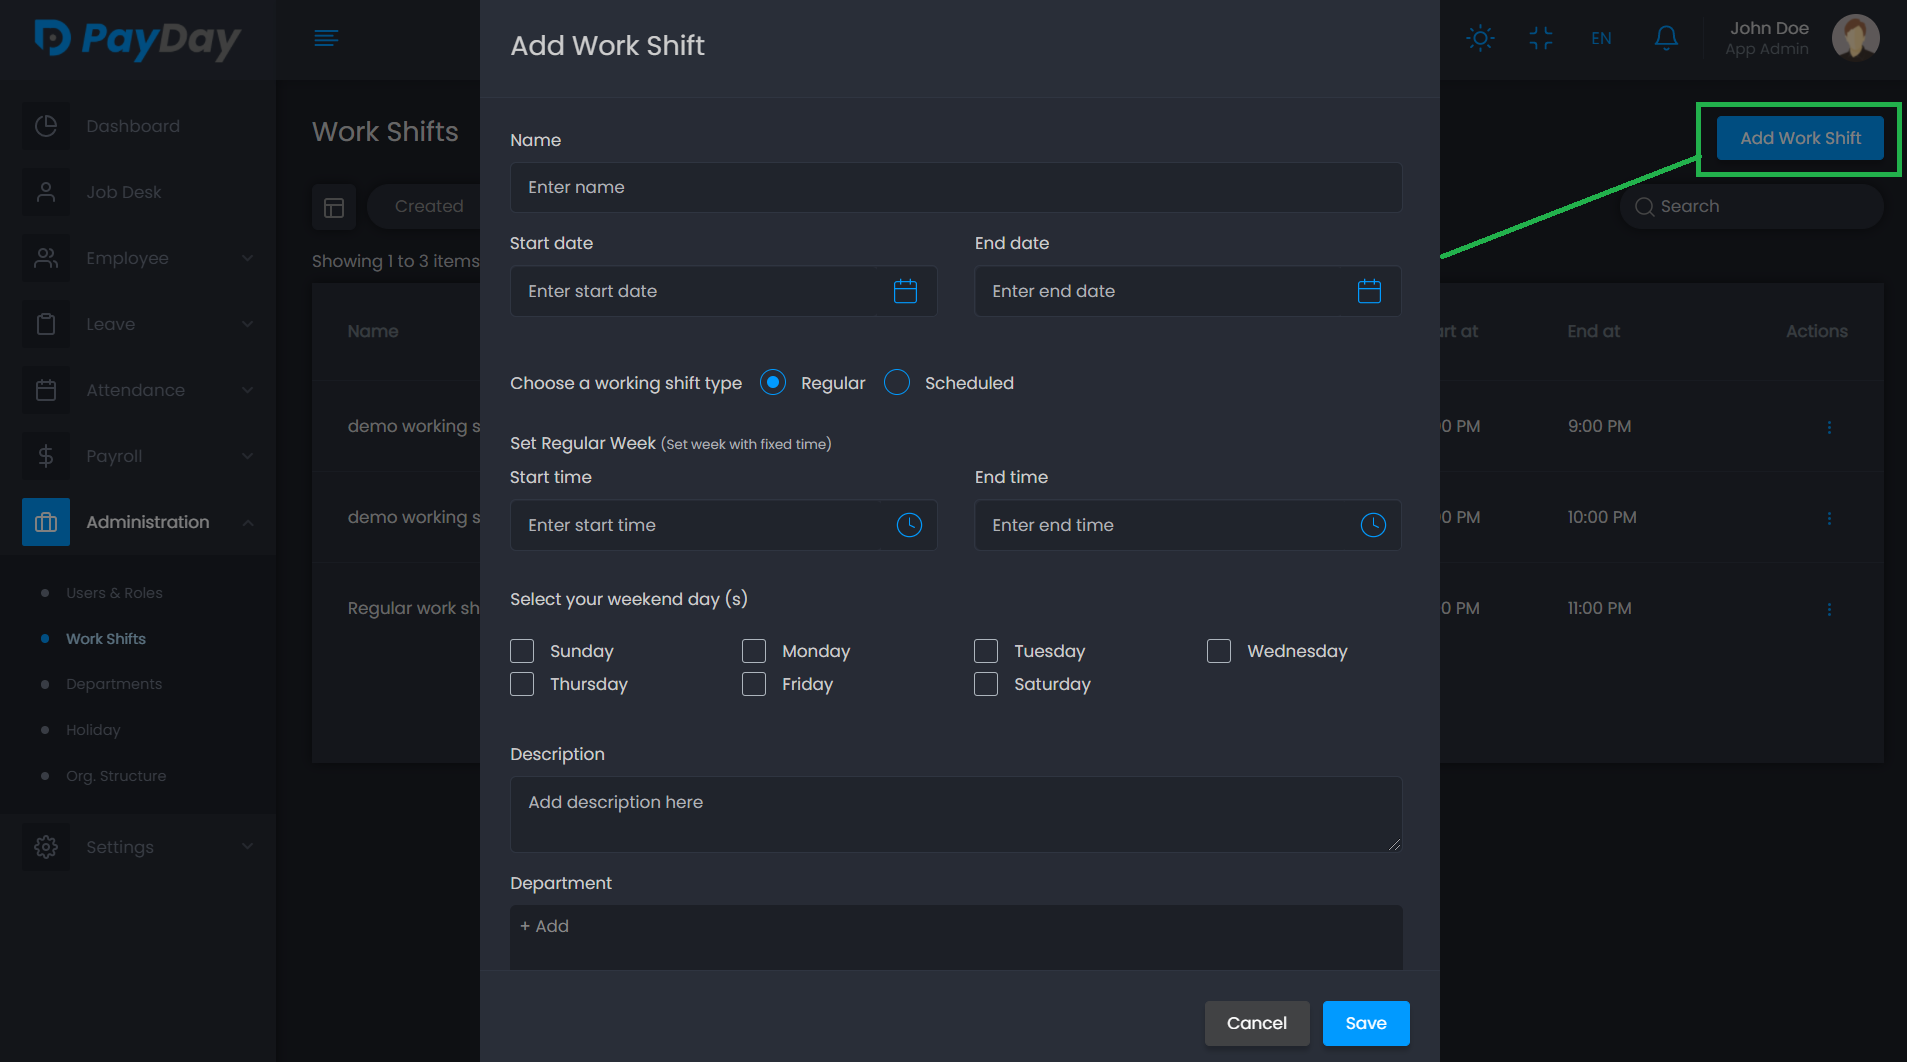 PayDay
EN
John Doe
App Admin
Dashboard
Job Desk
Employee
Leave
Attendance
Payroll
Administration
Users & Roles
Work Shifts
Departments
Holiday
Org. Structure
Settings
Work Shifts
Add Work Shift
Created
Search
Showing 1 to 3 items
Name
End at
Actions
demo working
0 PM
9:00 PM
demo working
0 PM
10:00 PM
Regular work
0 PM
11:00 PM
Add Work Shift
Name
Enter name
Start date
End date
Enter start date
Enter end date
Choose a working shift type
Regular
Scheduled
Set Regular Week (Set week with fixed time)
Start time
End time
Enter start time
Enter end time
Select your weekend day (s)
Sunday
Monday
Tuesday
Wednesday
Thursday
Friday
Saturday
Description
Add description here
Department
+ Add
Cancel
Save